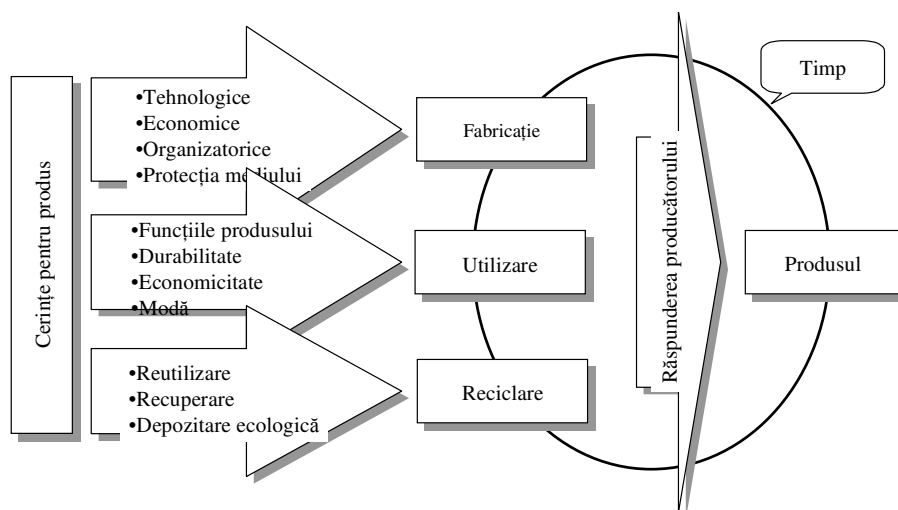 Cerințe pentru produs
•Tehnologice
•Economice
•Organizatorice
•Protecția mediului
•Funcțiile produsului
•Durabilitate
•Economicitate
•Modă
•Reutilizare
•Recuperare
•Depozitare ecologică
Fabricație
Utilizare
Reciclare
Răspunderea producătorului
Timp
Produsul